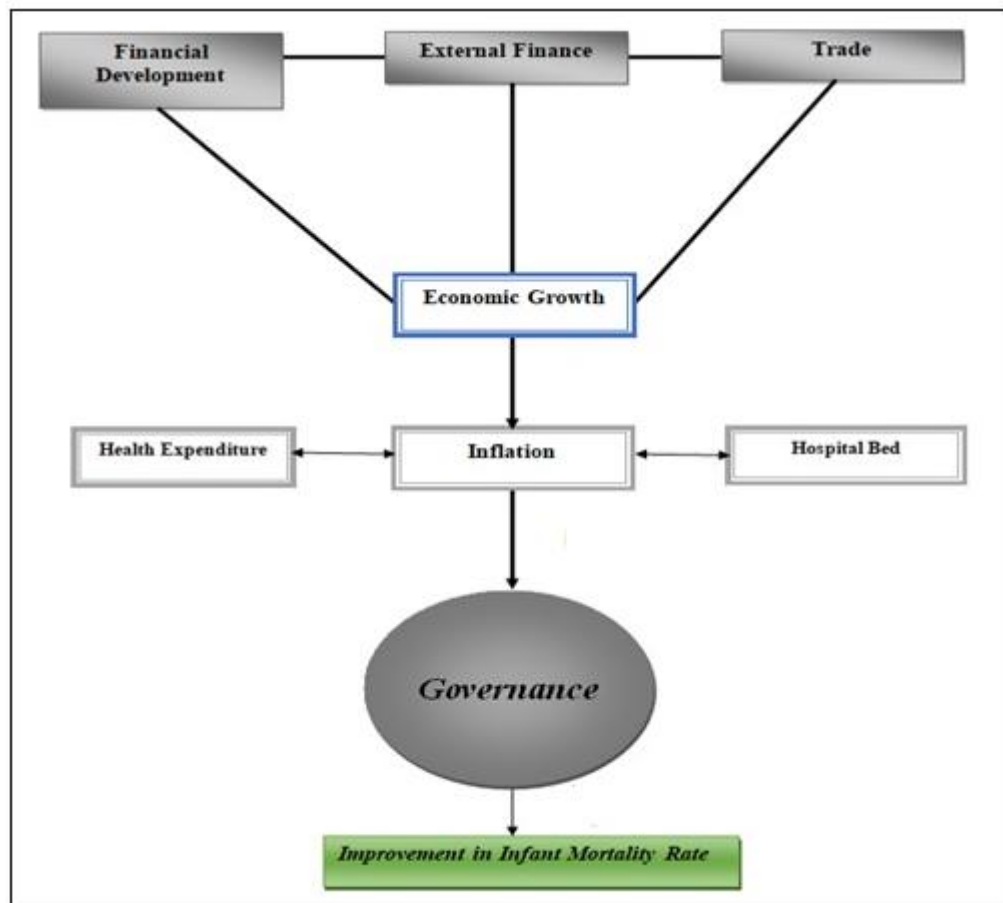 Financial
Development
External Finance
Trade
Economic Growth
Health Expenditure
Inflation
Hospital Bed
Governance
Improvement in Infant Mortality Rate